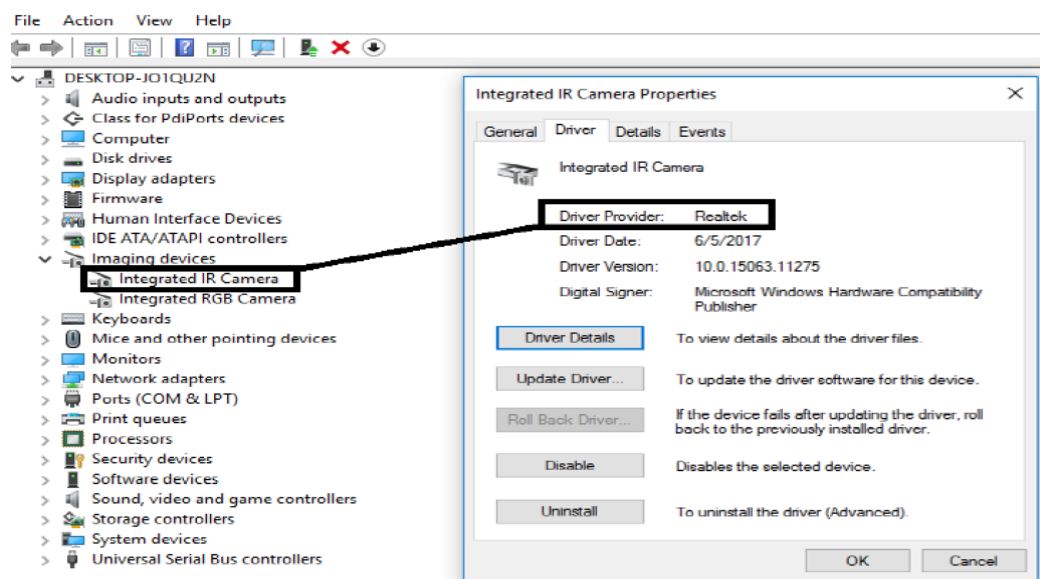 File Action View Help
DESKTOP-JO1QU2N
Audio inputs and outputs
Class for PdiPorts devices
Computer
Disk drives
Display adapters
Firmware
Human Interface Devices
IDE ATA/ATAPI controllers
Imaging devices
Integrated IR Camera
Integrated RGB Camera
Keyboards
Mice and other pointing devices
Monitors
Network adapters
Ports (COM & LPT)
Print queues
Processors
Security devices
Software devices
Sound, video and game controllers
Storage controllers
System devices
Universal Serial Bus controllers
Integrated IR Camera Properties
General Driver Details Events
Integrated IR Camera
Driver Provider: Realtek
Driver Date: 6/5/2017
Driver Version: 10.0.15063.11275
Digital Signer: Microsoft Windows Hardware Compatibility
Publisher
Driver Details To view details about the driver files.
Update Driver... To update the driver software for this device.
Roll Back Driver... If the device fails after updating the driver, roll
back to the previously installed driver.
Disable Disables the selected device.
Uninstall To uninstall the driver (Advanced).
OK Cancel